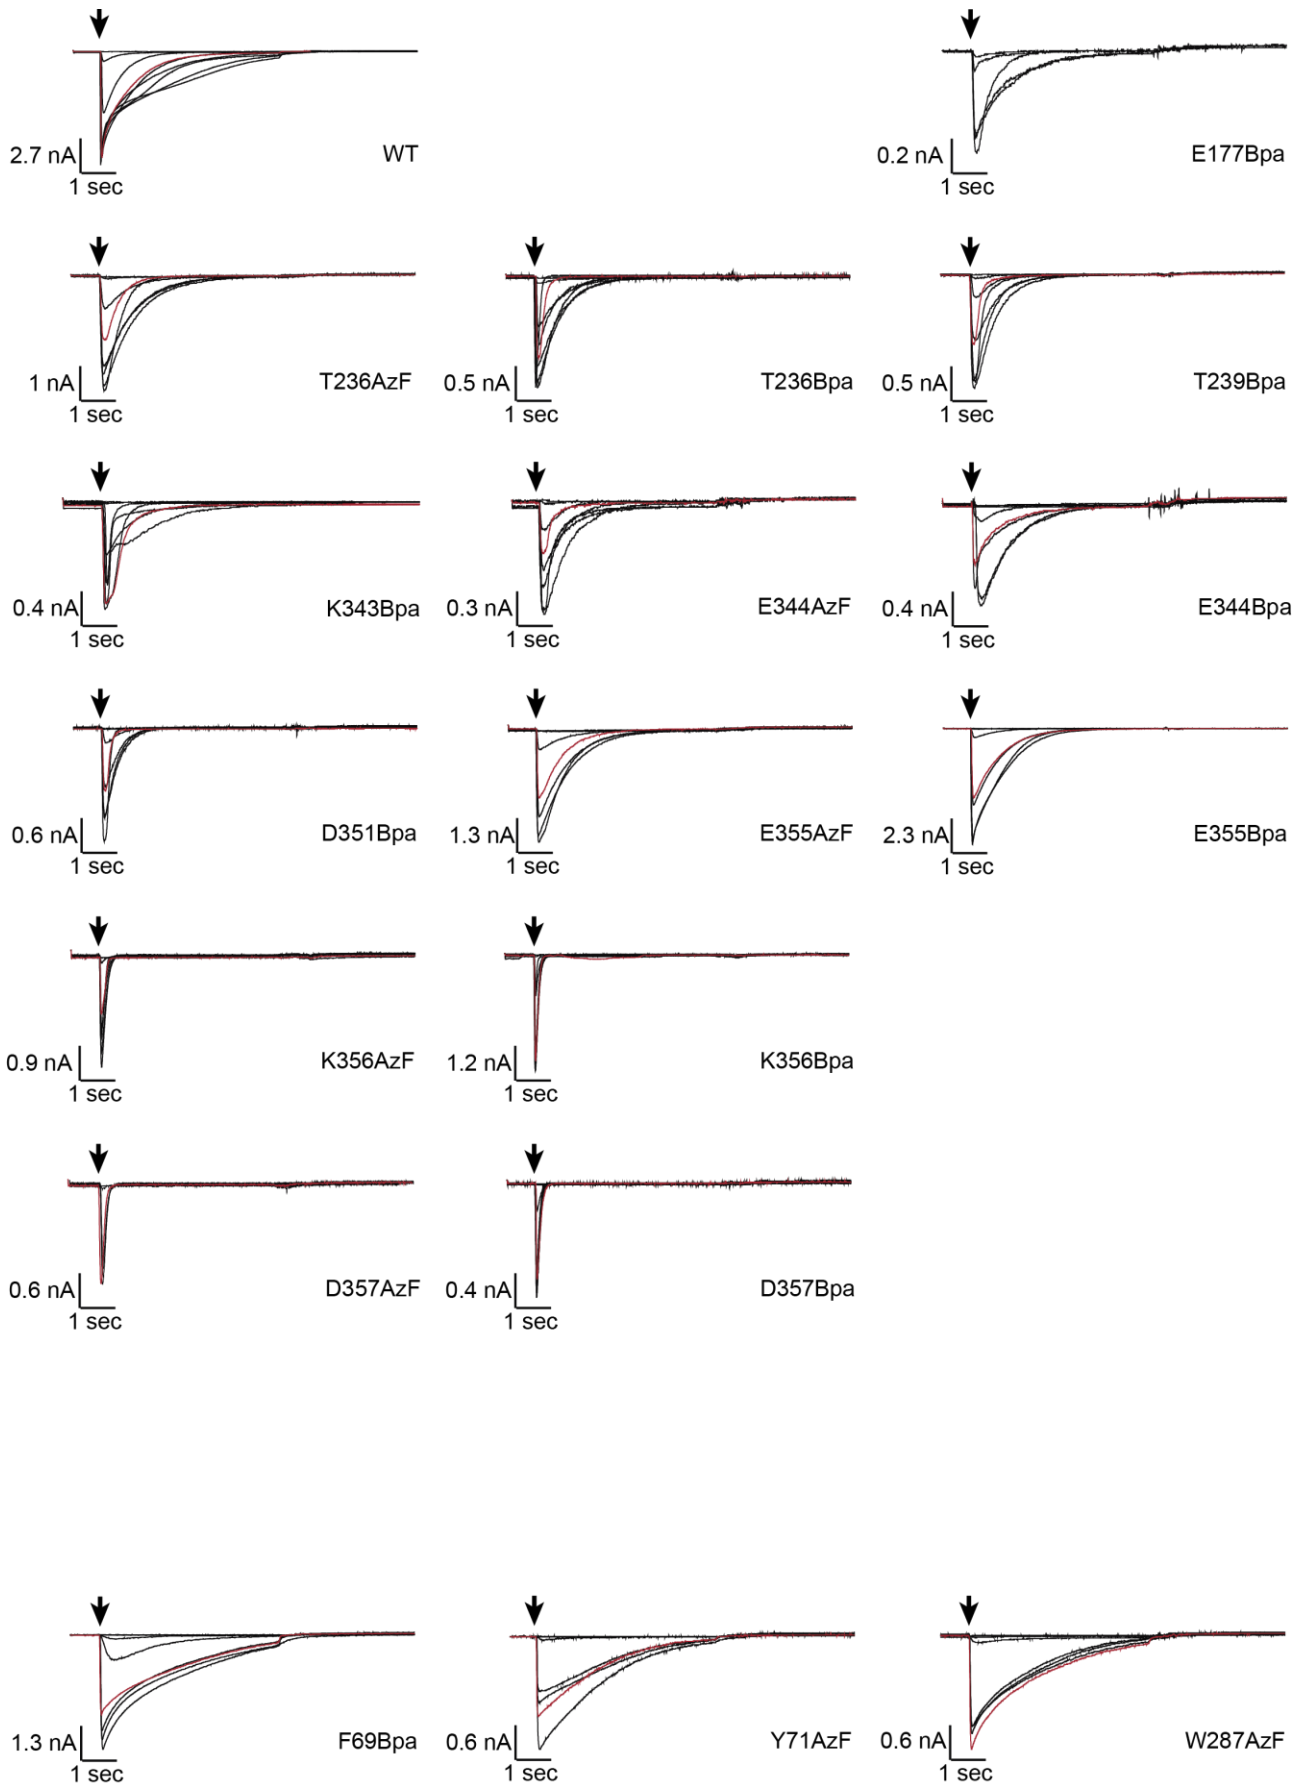 2.7 nA
WT
1 sec
0.2 nA
E177Bpa
1 sec
1 nA
T236AzF
1 sec
0.5 nA
T236Bpa
1 sec
0.5 nA
T239Bpa
1 sec
0.4 nA
K343Bpa
1 sec
0.3 nA
E344AzF
1 sec
0.4 nA
E344Bpa
1 sec
0.6 nA
D351Bpa
1 sec
1.3 nA
E355AzF
1 sec
2.3 nA
E355Bpa
1 sec
0.9 nA
K356AzF
1 sec
1.2 nA
K356Bpa
1 sec
0.6 nA
D357AzF
1 sec
0.4 nA
D357Bpa
1 sec
1.3 nA
F69Bpa
1 sec
0.6 nA
Y71AzF
1 sec
0.6 nA
W287AzF
1 sec